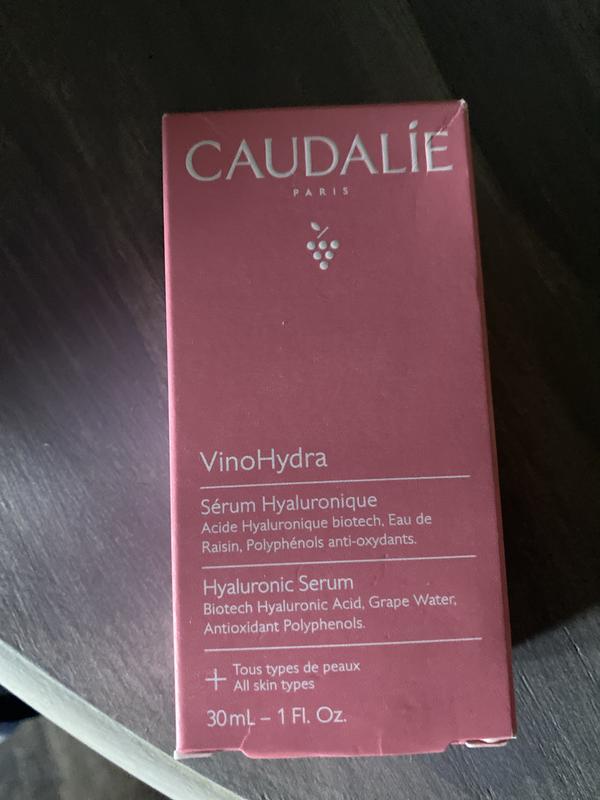 CAUDALÍE
PARIS
VinoHydra
Sérum Hyaluronique
Acide Hyaluronique biotech, Eau de
Raisin, Polyphénols anti-oxydants.
Hyaluronic Serum
Biotech Hyaluronic Acid, Grape Water,
Antioxidant Polyphenols.
+ Tous types de peaux
All skin types
30mL – 1 Fl. Oz.